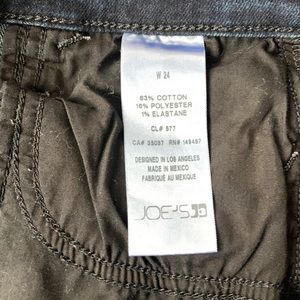 W 24
83% COTTON
16% POLYESTER
1% ELASTANE
CL# 577
CA# 35097 RN# 149497
DESIGNED IN LOS ANGELES
MADE IN MEXICO
FABRIQUÉ AU MEXIQUE
JOE'S